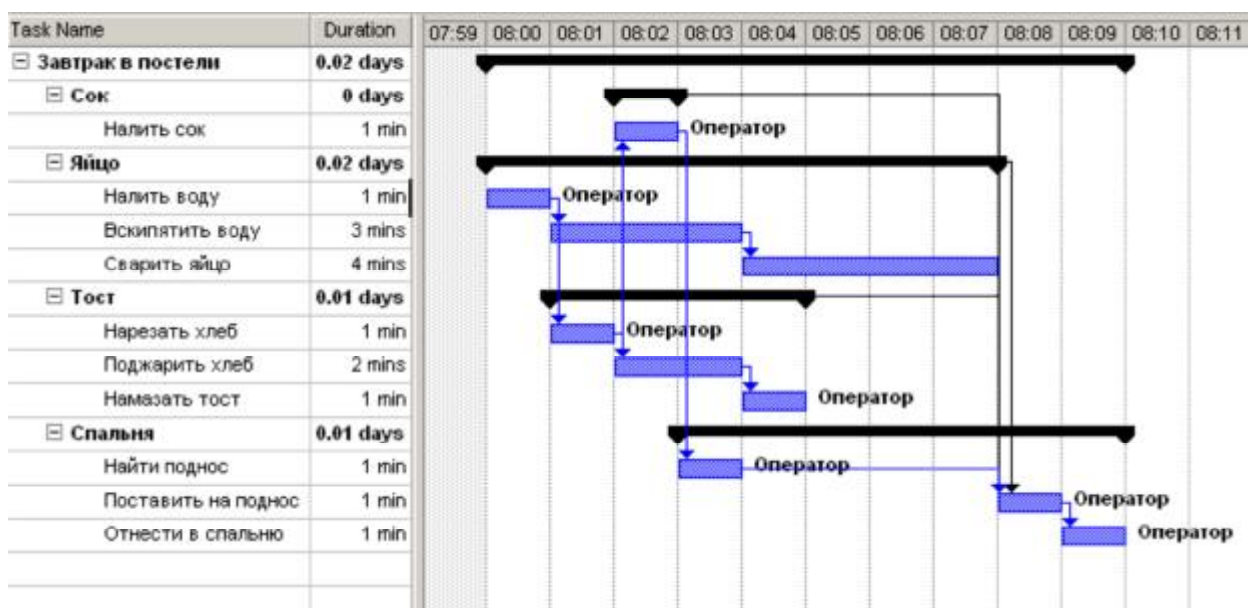 Task Name Duration 07:59 08:00 08:01 08:02 08:03 08:04 08:05 08:06 08:07 08:08 08:09 08:10 08:11
Завтрак в постели 0.02 days
Сок 0 days
Налить сок 1 min Оператор
Яйцо 0.02 days
Налить воду 1 min Оператор
Вскипятить воду 3 mins
Сварить яйцо 4 mins
Тост 0.01 days
Нарезать хлеб 1 min Оператор
Поджарить хлеб 2 mins
Намазать тост 1 min Оператор
Спальня 0.01 days
Найти поднос 1 min Оператор
Поставить на поднос 1 min Оператор
Отнести в спальню 1 min Оператор